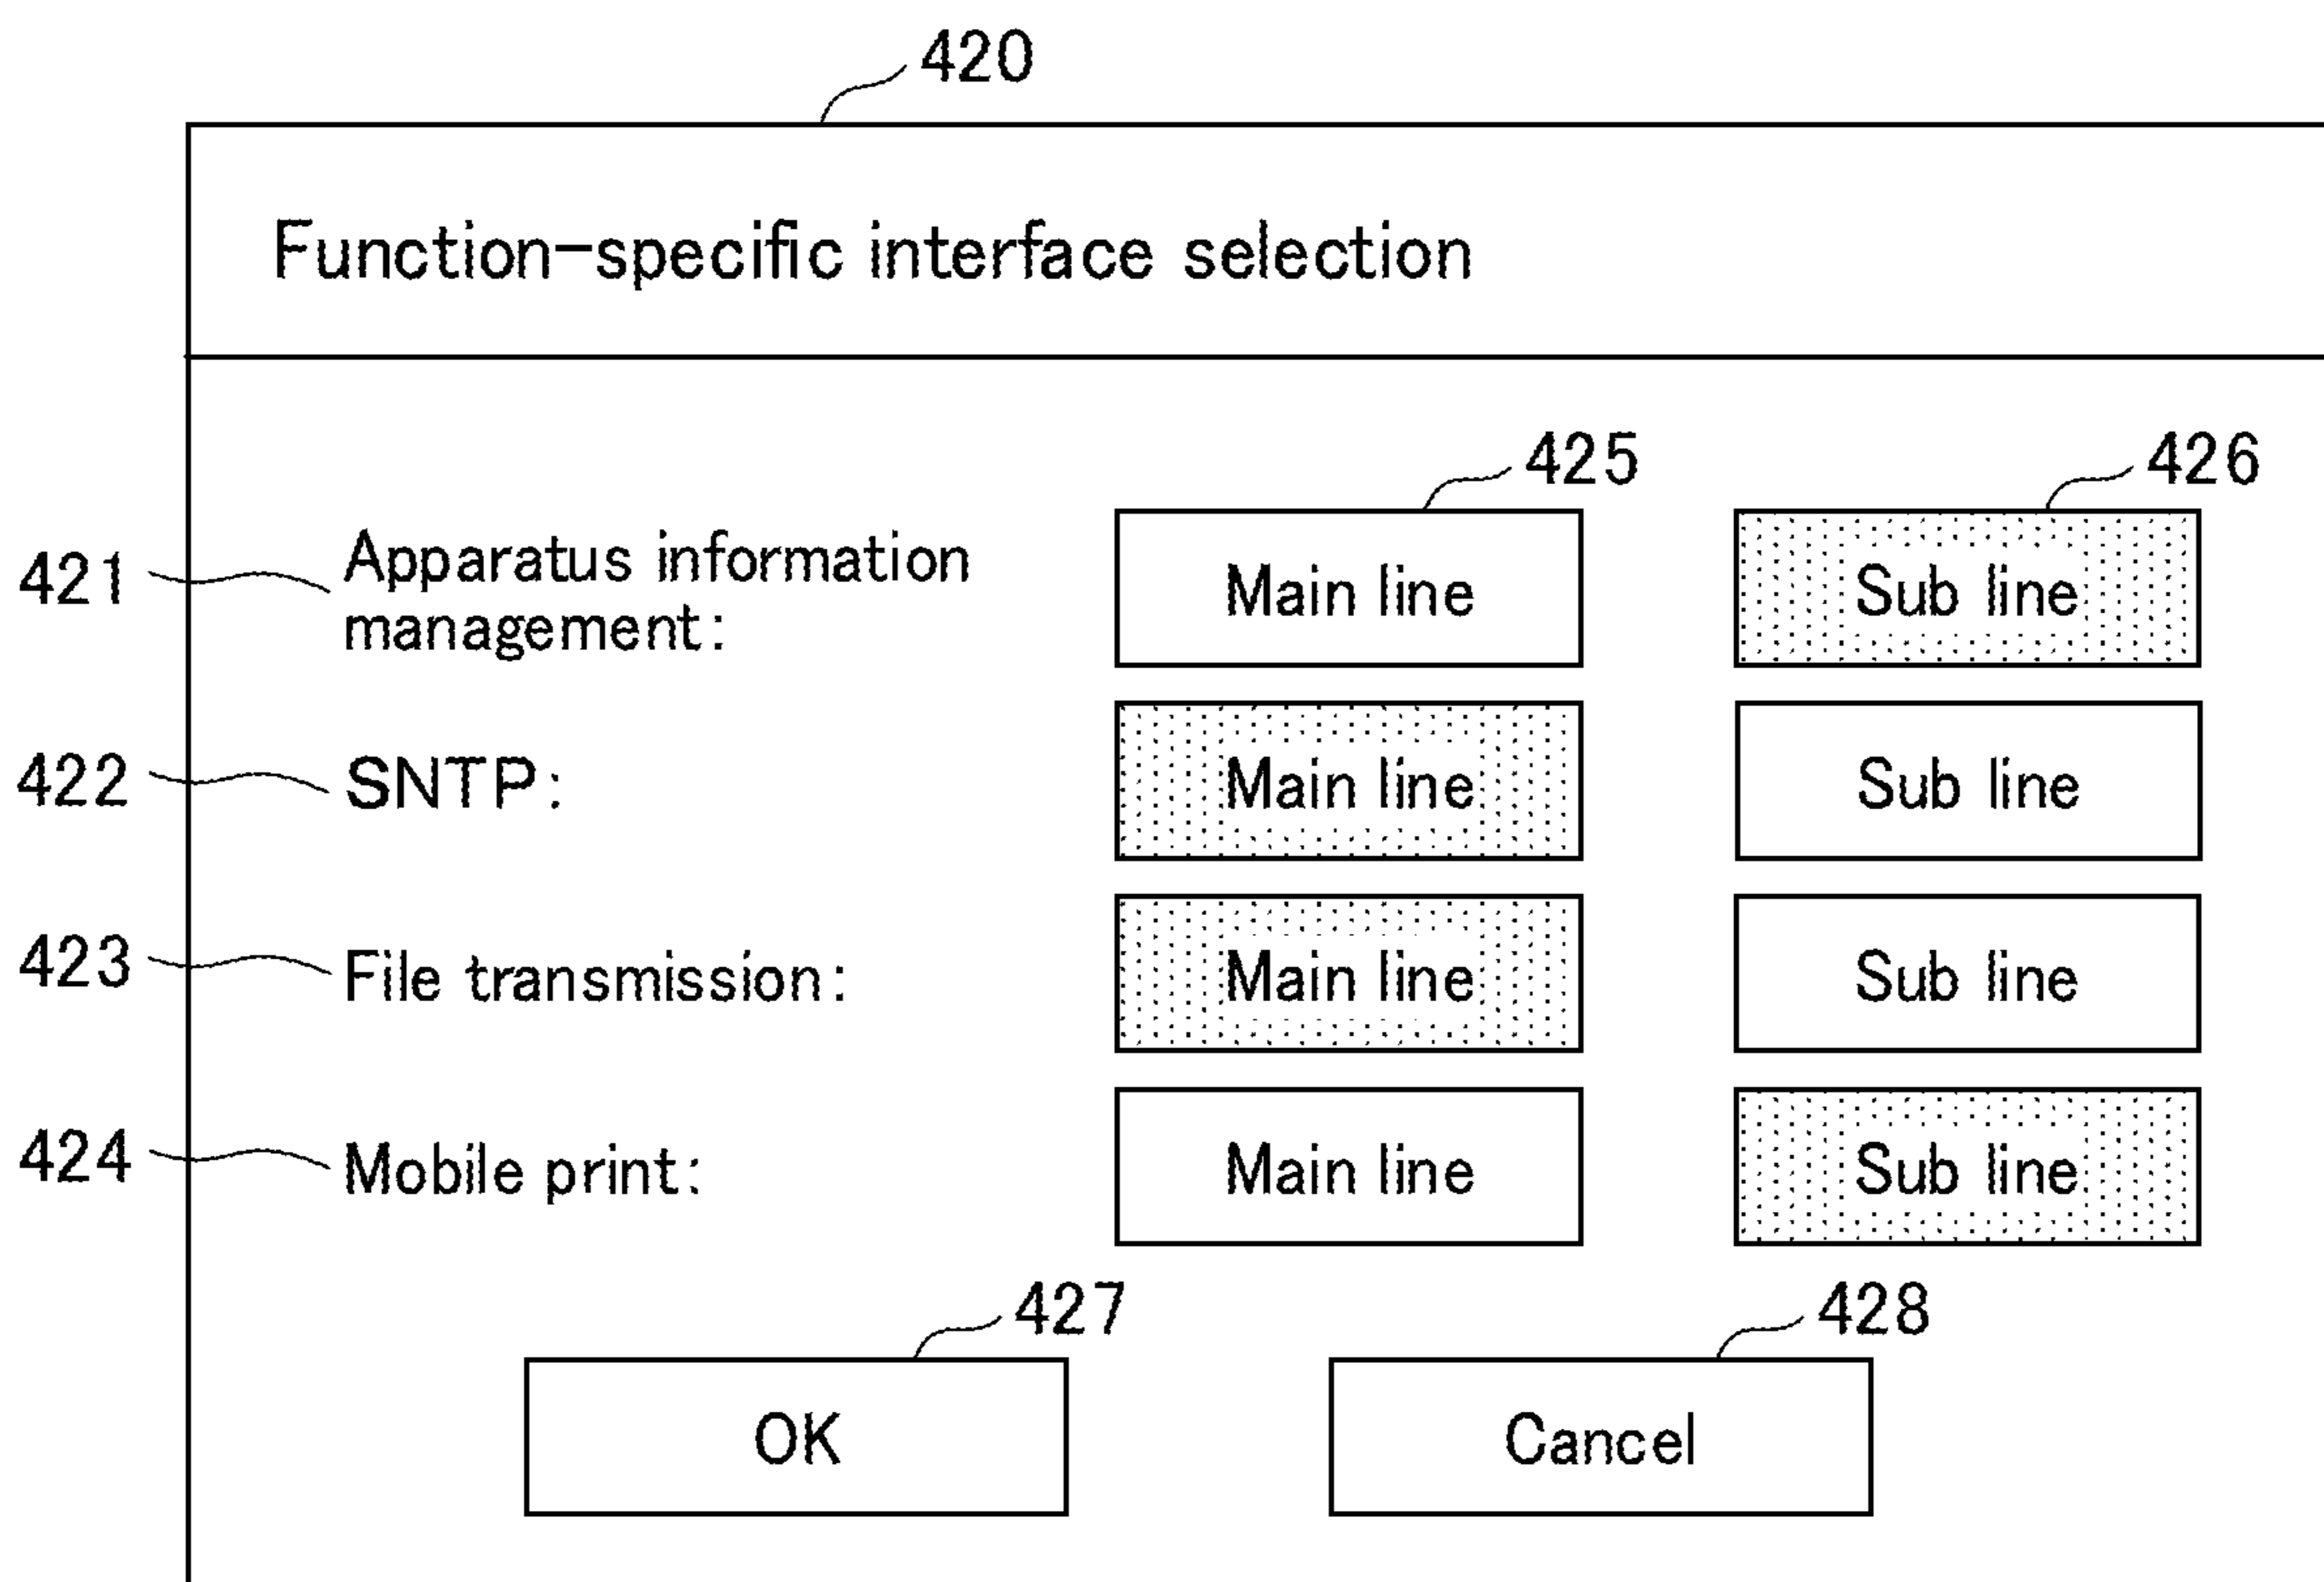 420
Function-specific interface selection
425
426
421
Apparatus information
management:
Main line
Sub line
422
SNTP:
Main line
Sub line
423
File transmission:
Main line
Sub line
424
Mobile print:
Main line
Sub line
427
428
OK
Cancel